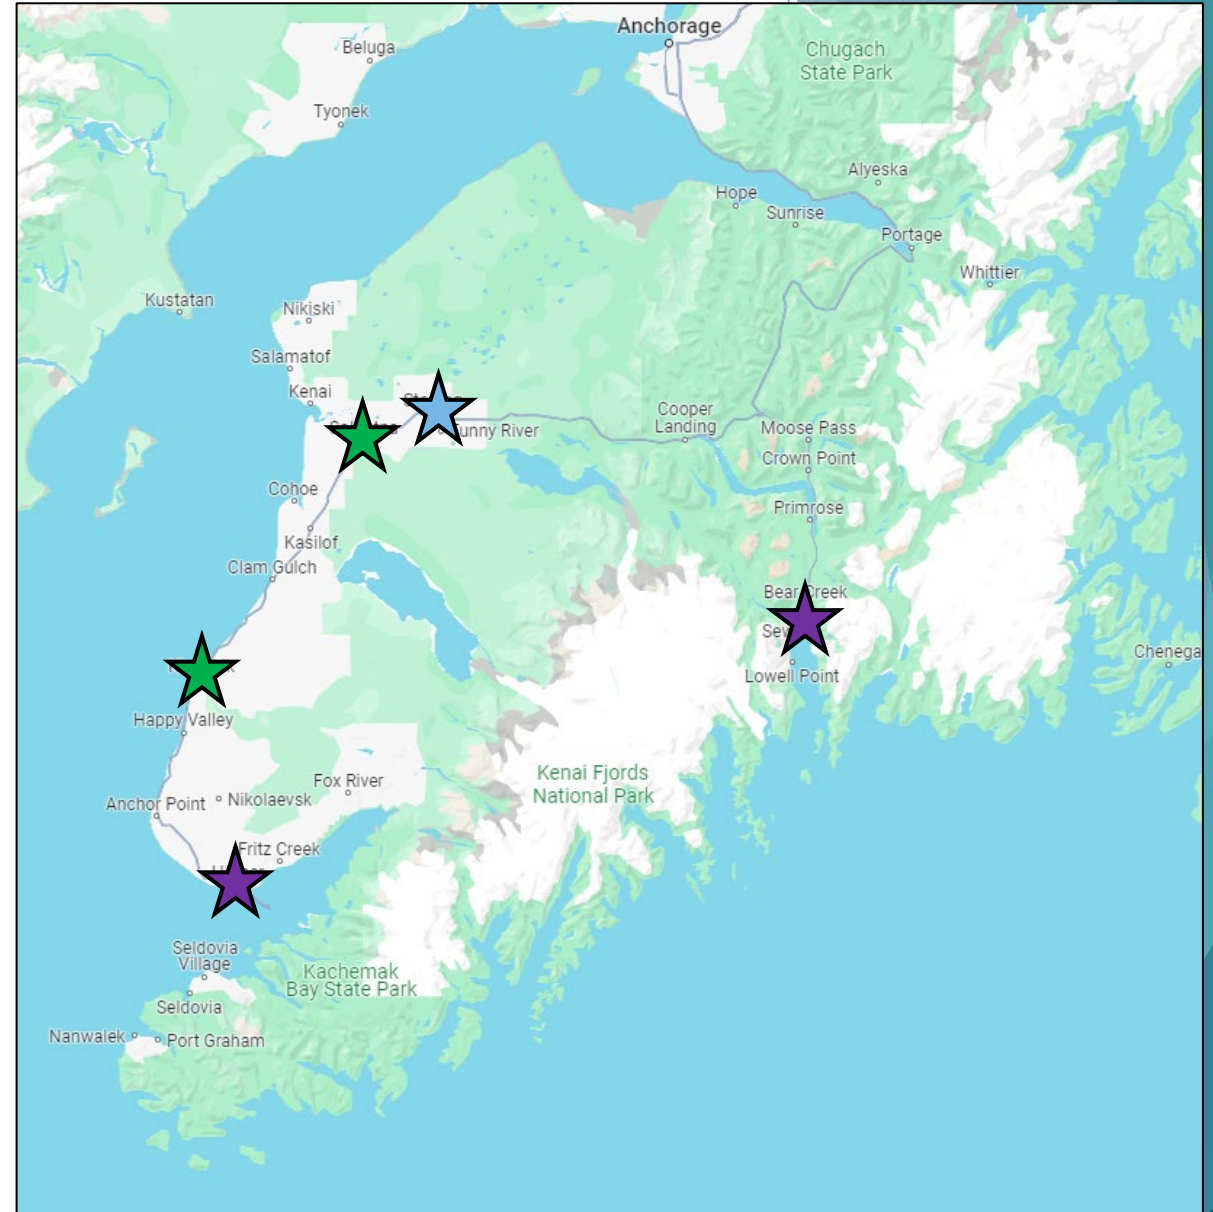 Anchorage
Chugach
State Park
Beluga
Tyonek
Alyeska
Hope
Sunrise
Portage
Whittier
Kustatan
Nikiski
Salamatof
Kenai
Cooper
Landing
Funny River
Moose Pass
Crown Point
Cohoe
Primrose
Kasilof
Clam Gulch
Bear Creek
Chenega
Lowell Point
Happy Valley
Kenai Fjords
National Park
Fox River
Anchor Point
Nikolaevsk
Fritz Creek
Seldovia
Village
Kachemak
Bay State Park
Seldovia
Nanwalek
Port Graham